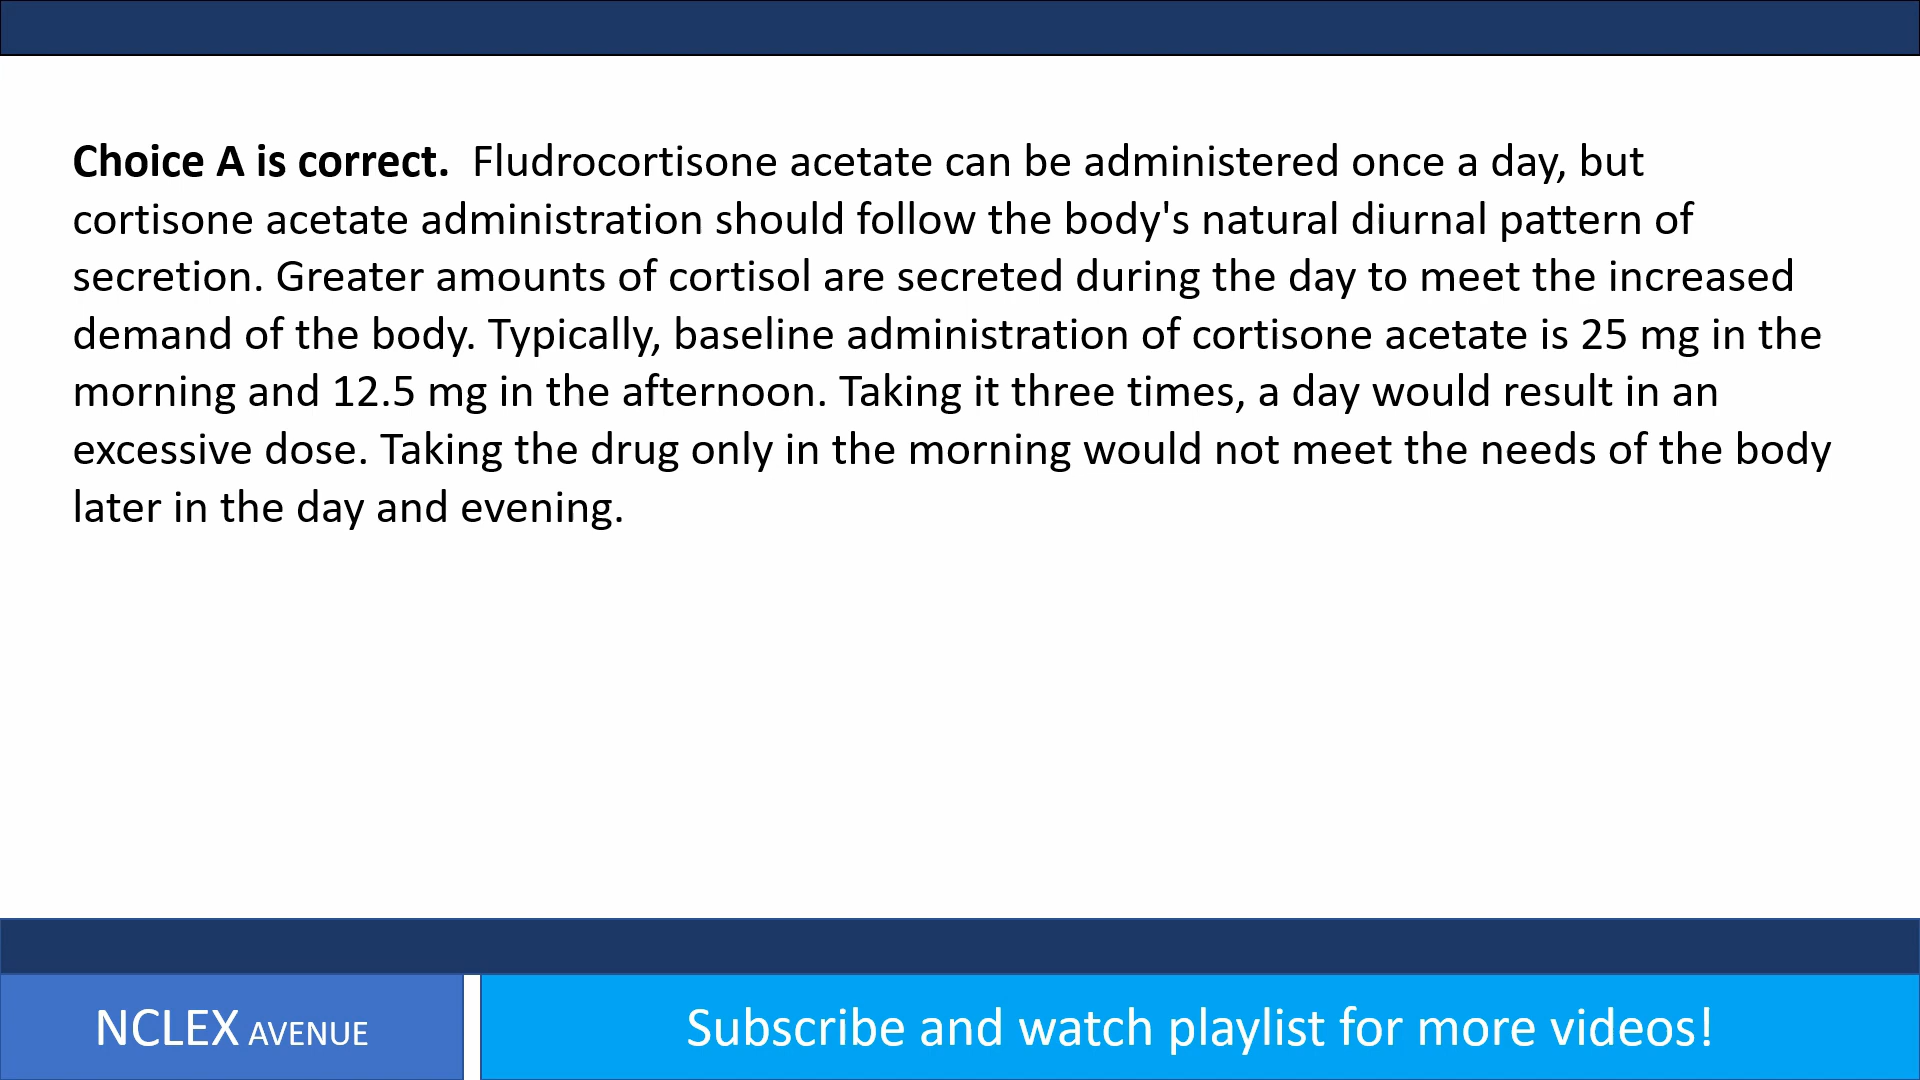 Choice A is correct. Fludrocortisone acetate can be administered once a day, but
cortisone acetate administration should follow the body's natural diurnal pattern of
secretion. Greater amounts of cortisol are secreted during the day to meet the increased
demand of the body. Typically, baseline administration of cortisone acetate is 25 mg in the
morning and 12.5 mg in the afternoon. Taking it three times, a day would result in an
excessive dose. Taking the drug only in the morning would not meet the needs of the body
later in the day and evening.
NCLEX AVENUE
Subscribe and watch playlist for more videos!